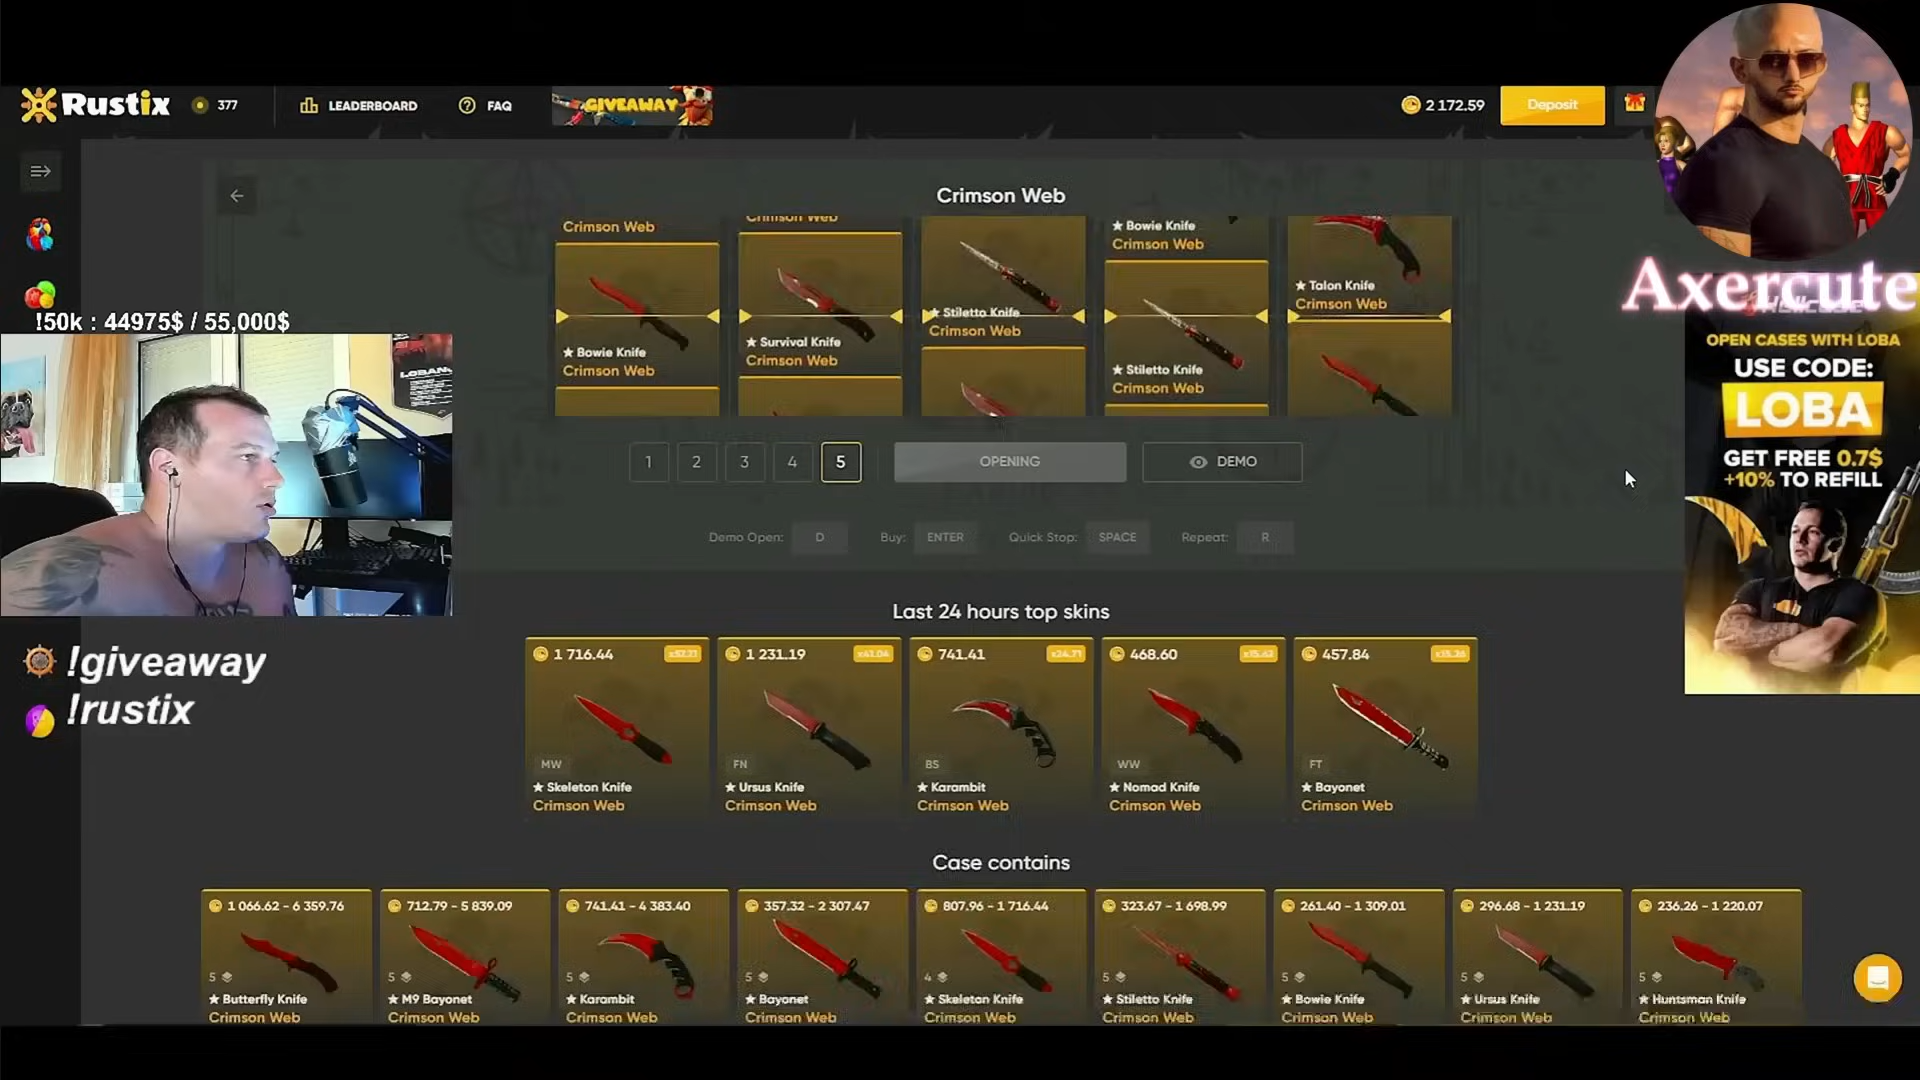 Rustix
377
LEADERBOARD
FAQ
GIVEAWAY
2 172.59
Deposit
Crimson Web
Crimson Web
Crimson Web
★ Bowie Knife
Crimson Web
★ Survival Knife
Crimson Web
★ Stiletto Knife
Crimson Web
★ Bowie Knife
Crimson Web
★ Stiletto Knife
Crimson Web
★ Talon Knife
Crimson Web
1
2
3
4
5
OPENING
DEMO
Demo Open:
D
Buy:
ENTER
Quick Stop:
SPACE
Repeat:
R
!50k : 44975$ / 55,000$
!giveaway
!rustix
Axercute
OPEN CASES WITH LOBA
USE CODE:
LOBA
GET FREE 0.7$
+10% TO REFILL
Last 24 hours top skins
1 716.44
MW
★ Skeleton Knife
Crimson Web
1 231.19
x41.04
FN
★ Ursus Knife
Crimson Web
741.41
x24.71
BS
★ Karambit
Crimson Web
468.60
x15.62
WW
★ Nomad Knife
Crimson Web
457.84
x15.26
FT
★ Bayonet
Crimson Web
Case contains
1 066.62 - 6 359.76
5
★ Butterfly Knife
Crimson Web
712.79 - 5 839.09
5
★ M9 Bayonet
Crimson Web
741.41 - 4 383.40
5
★ Karambit
Crimson Web
357.32 - 2 307.47
5
★ Bayonet
Crimson Web
807.96 - 1 716.44
4
★ Skeleton Knife
Crimson Web
323.67 - 1 698.99
5
★ Stiletto Knife
Crimson Web
261.40 - 1 309.01
5
★ Bowie Knife
Crimson Web
296.68 - 1 231.19
5
★ Ursus Knife
Crimson Web
236.26 - 1 220.07
5
★ Huntsman Knife
Crimson Web